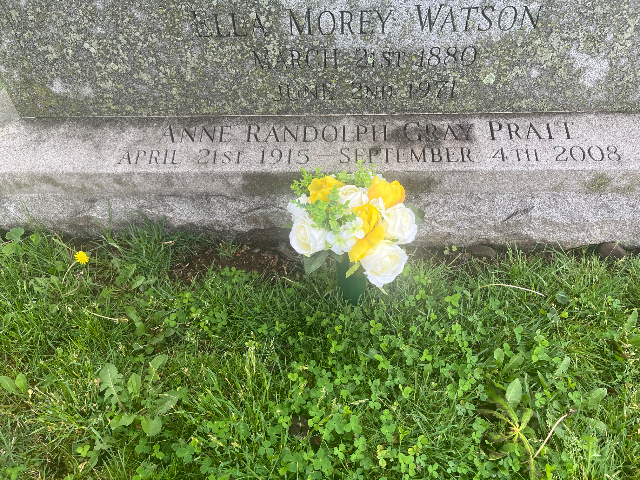 ELLA MOREY WATSON
MARCH 21ST 1880
JUNE 2ND 1971
ANNE RANDOLPH GRAY PRATT
APRIL 21ST 1915 SEPTEMBER 4TH 2008